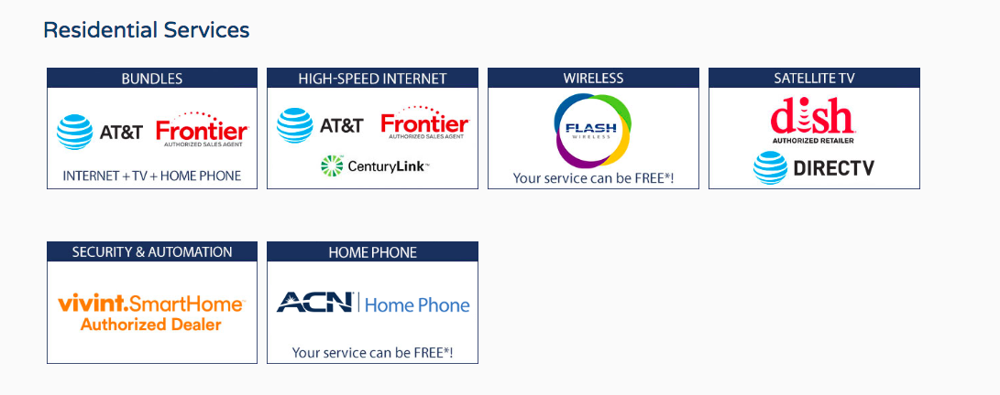 Residential Services
BUNDLES
AT&T Frontier
AUTHORIZED SALES AGENT
INTERNET + TV + HOME PHONE
HIGH-SPEED INTERNET
AT&T Frontier
AUTHORIZED SALES AGENT
CenturyLink™
WIRELESS
FLASH
WIRELESS
Your service can be FREE*!
SATELLITE TV
dish
AUTHORIZED RETAILER
DIRECTV
SECURITY & AUTOMATION
vivint.SmartHome™
Authorized Dealer
HOME PHONE
ACN | Home Phone
Your service can be FREE*!